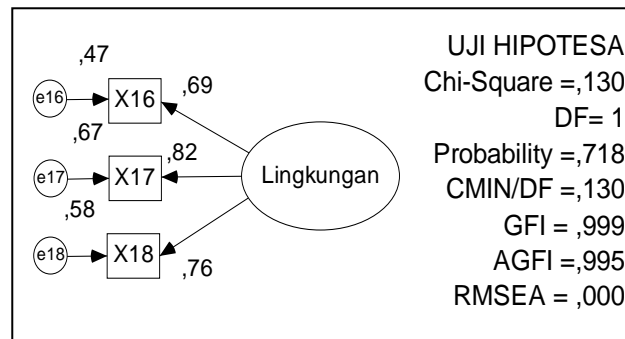 ,47
e16
X16
,69
,67
e17
X17
,82
Lingkungan
,58
e18
X18
,76
UJI HIPOTESA
Chi-Square =,130
DF= 1
Probability =,718
CMIN/DF =,130
GFI = ,999
AGFI =,995
RMSEA = ,000